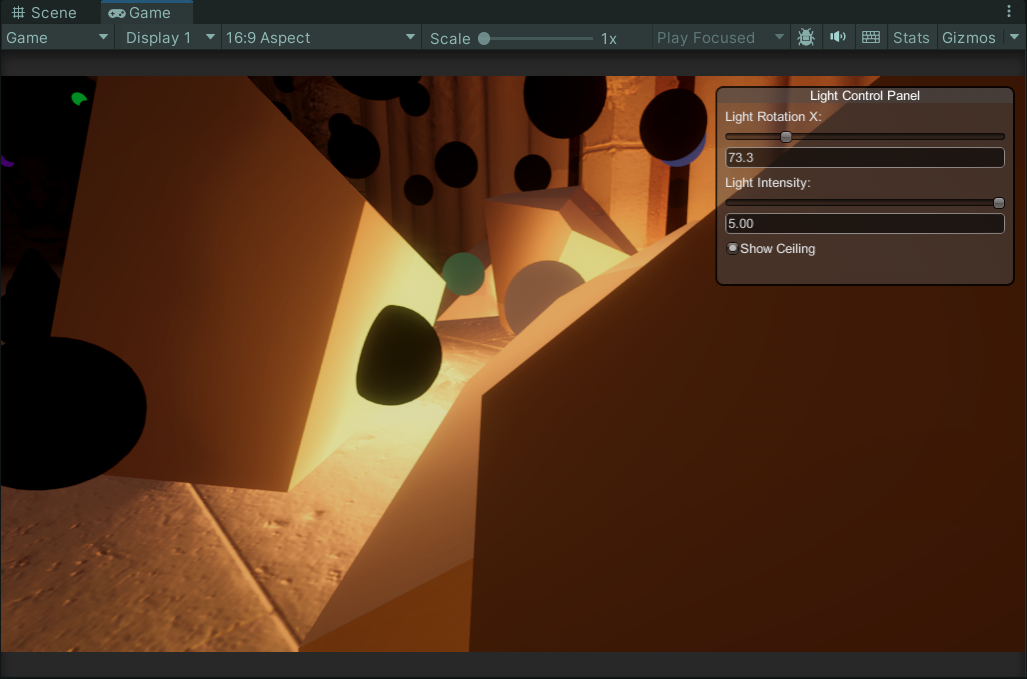 Scene Game
Game Display 1 16:9 Aspect Scale 1x Play Focused Stats Gizmos
Light Control Panel
Light Rotation X:
73.3
Light Intensity:
5.00
Show Ceiling